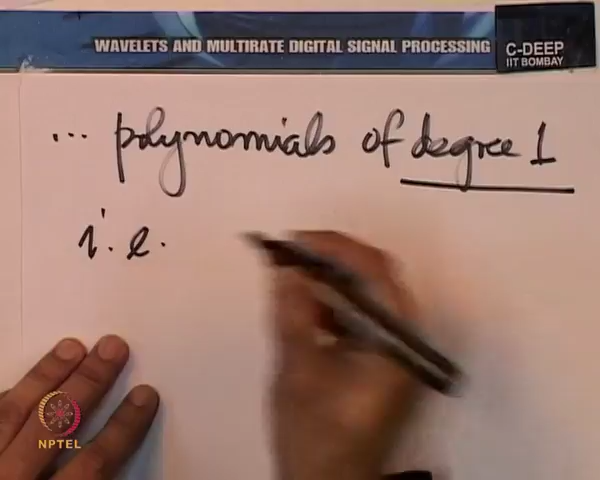 WAVELETS AND MULTIRATE DIGITAL SIGNAL PROCESSING
C-DEEP
IIT BOMBAY
... polynomials of degree 1
i.e.
NPTEL